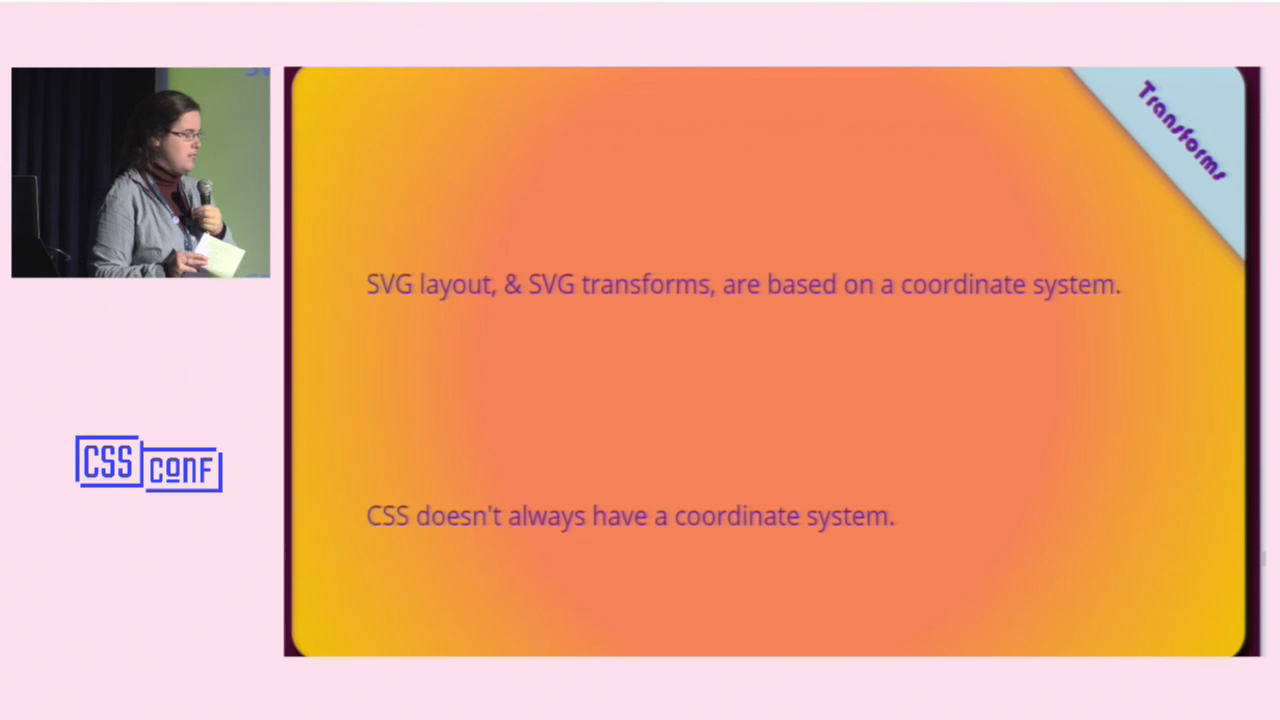 Transforms
SVG layout, & SVG transforms, are based on a coordinate system.
CSS doesn't always have a coordinate system.
CSS
CONF